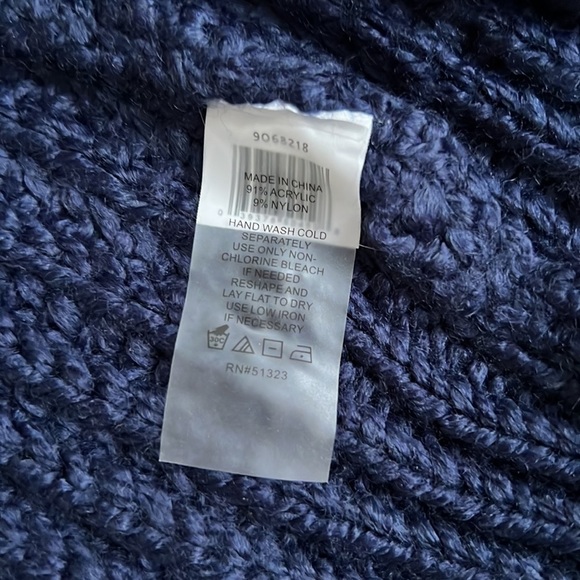 9068218
MADE IN CHINA
91% ACRYLIC
9% NYLON
HAND WASH COLD
SEPARATELY
USE ONLY NON-
CHLORINE BLEACH
IF NEEDED
RESHAPE AND
LAY FLAT TO DRY
USE LOW IRON
IF NECESSARY
30C
RN#51323